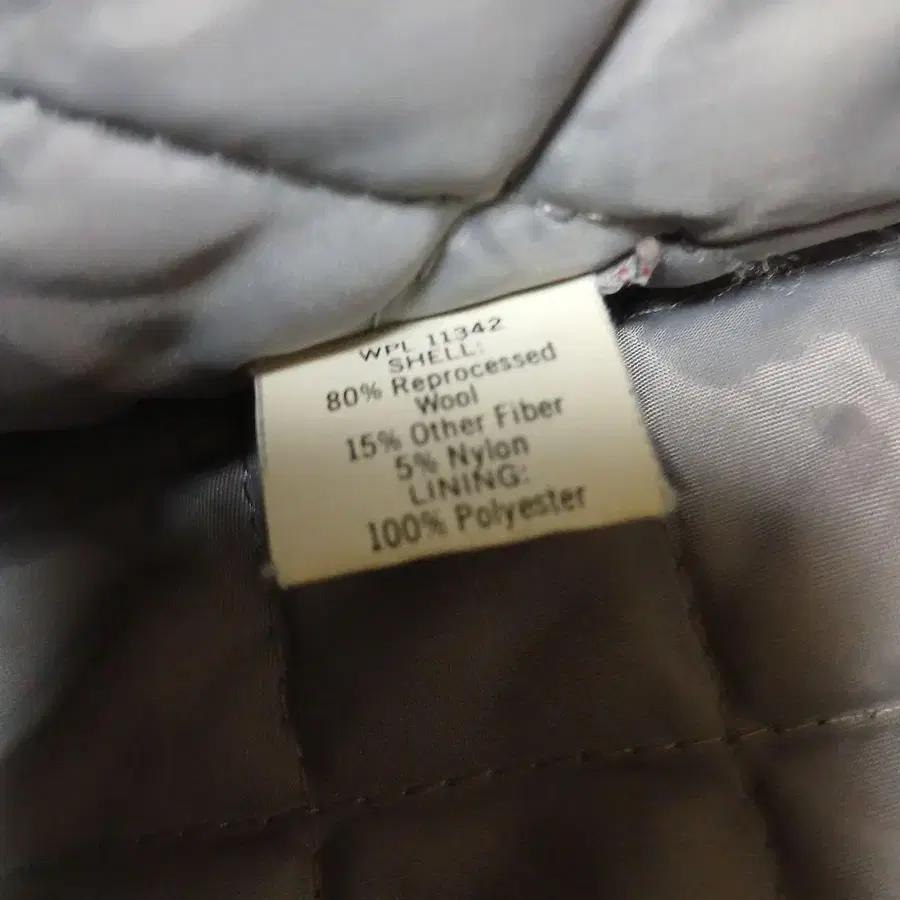 WPL 11342
SHELL:
80% Reprocessed
Wool
15% Other Fiber
5% Nylon
LINING:
100% Polyester